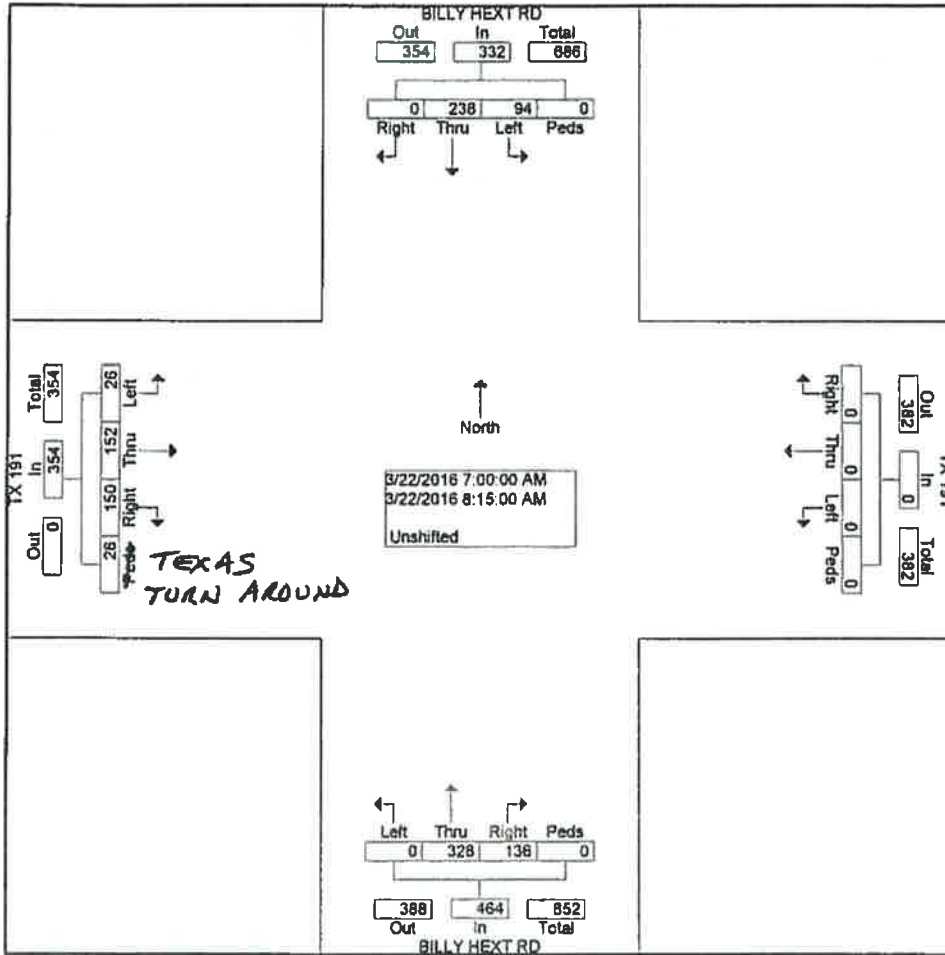 BILLY HEXT RD
Out In Total
354 332 686
0 238 94 0
Right Thru Left Peds
Total 354
In 354
Out 0
TX 191
26 Left
152 Thru
150 Right
26 Peds
TEXAS
TURN AROUND
North
3/22/2016 7:00:00 AM
3/22/2016 8:15:00 AM
Unshifted
Right 0
Thru 0
Left 0
Peds 0
Out 382
In 0
Total 382
Left Thru Right Peds
0 328 136 0
388 464 852
Out In Total
BILLY HEXT RD